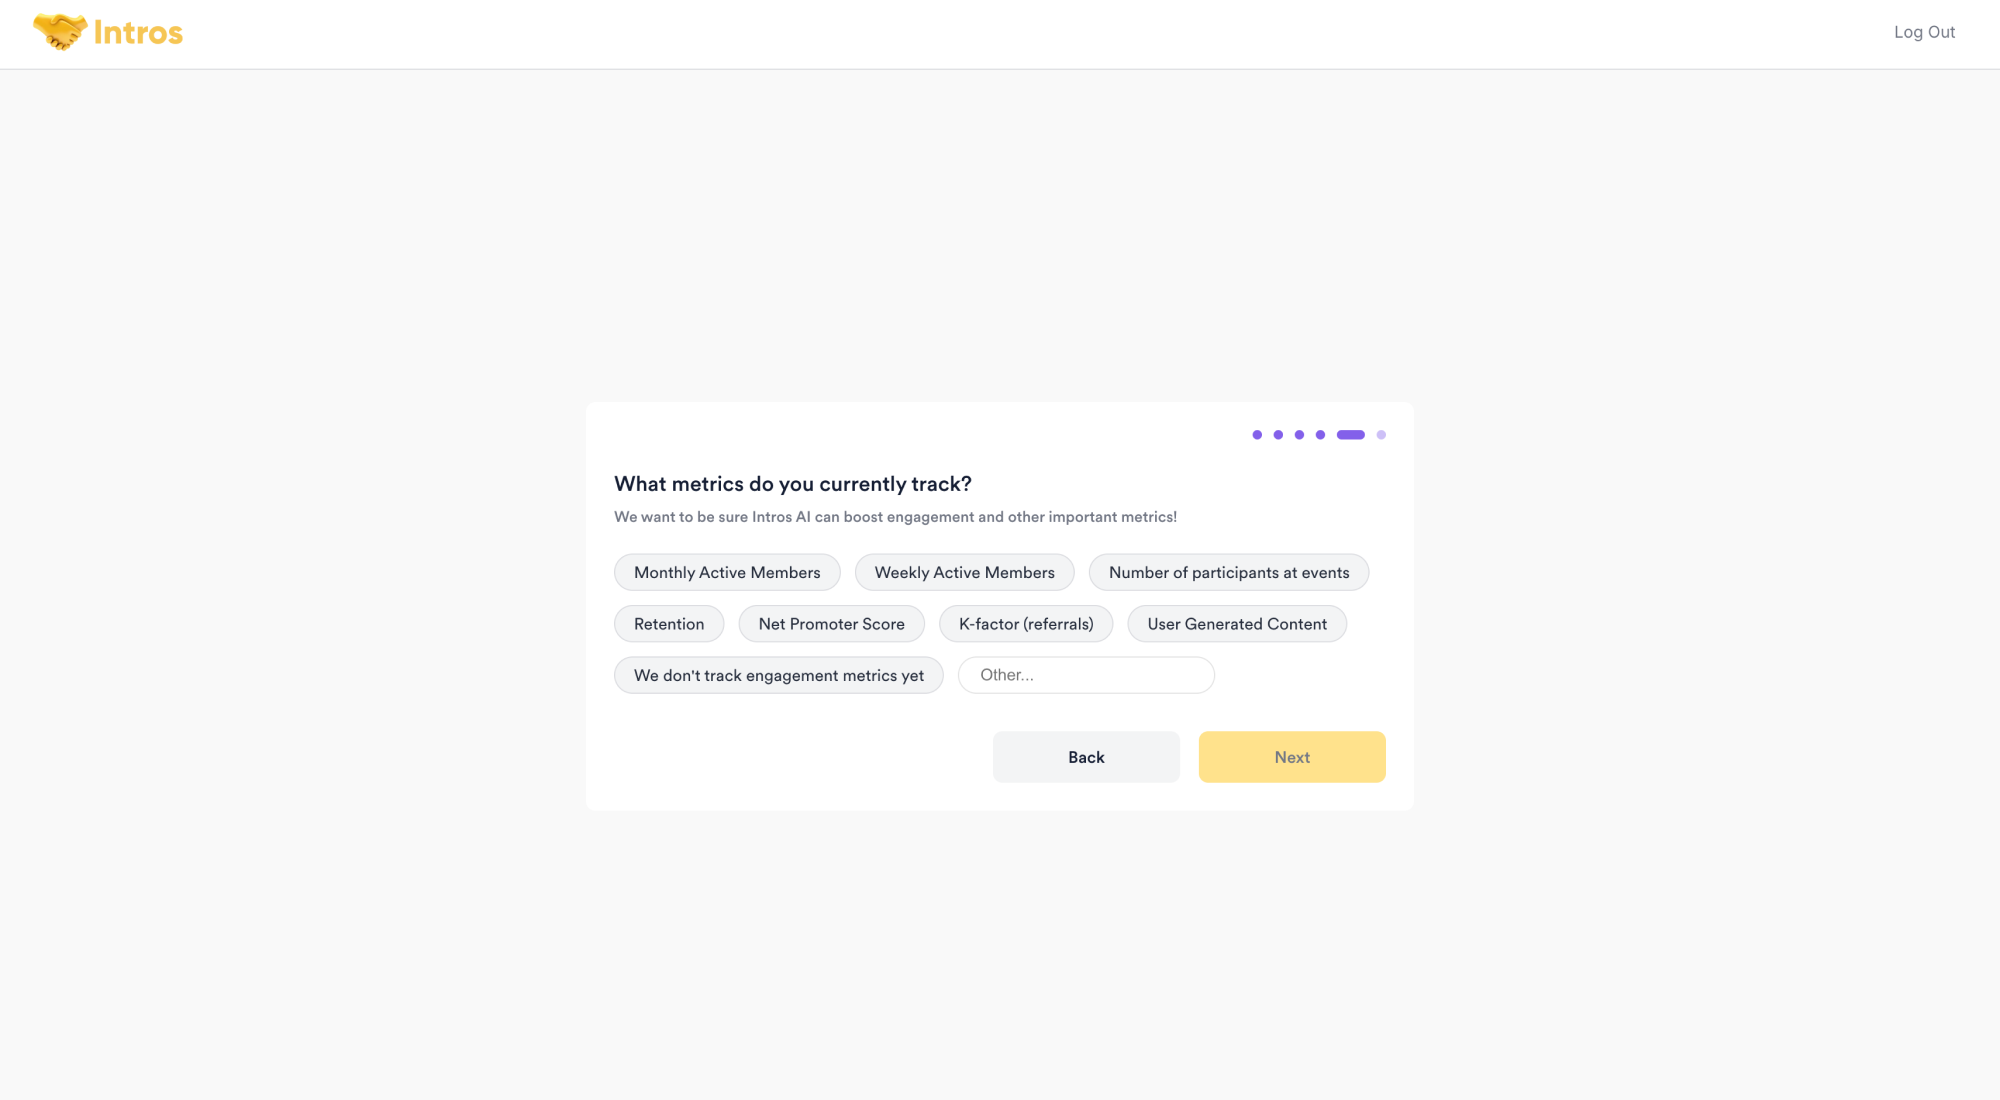 Intros
Log Out
What metrics do you currently track?
We want to be sure Intros AI can boost engagement and other important metrics!
Monthly Active Members
Weekly Active Members
Number of participants at events
Retention
Net Promoter Score
K-factor (referrals)
User Generated Content
We don't track engagement metrics yet
Other...
Back
Next